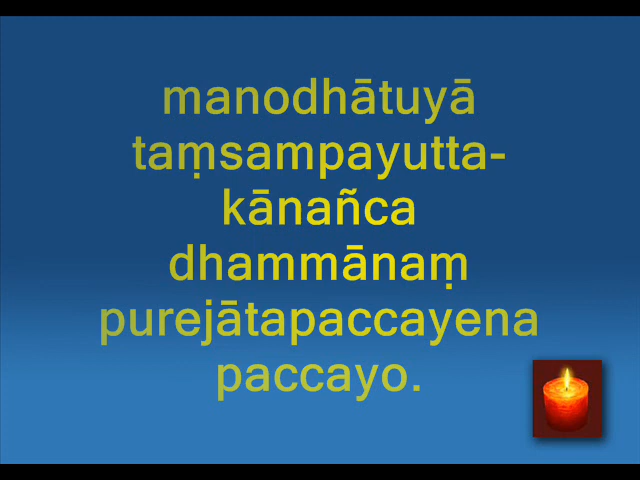 manodhātuyā
taṃsampayutta-
kānañca
dhammānaṃ
purejātapaccayena
paccayo.